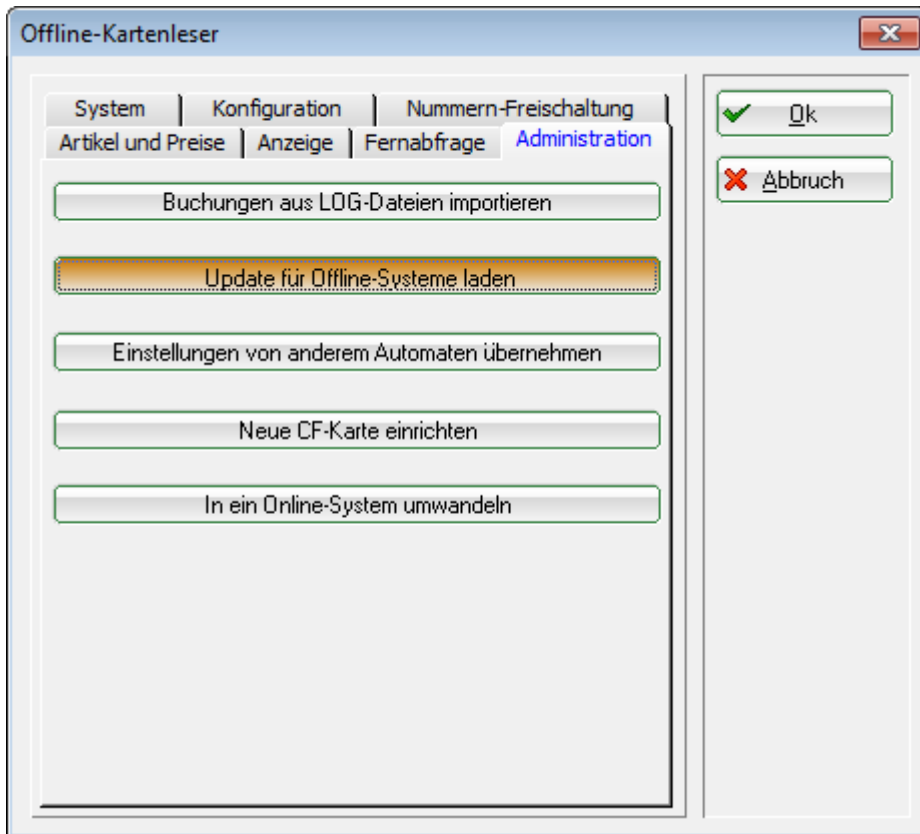 Offline-Kartenleser
System
Konfiguration
Nummern-Freischaltung
Artikel und Preise
Anzeige
Fernabfrage
Administration
Buchungen aus LOG-Dateien importieren
Update für Offline-Systeme laden
Einstellungen von anderem Automaten übernehmen
Neue CF-Karte einrichten
In ein Online-System umwandeln
Ok
Abbruch